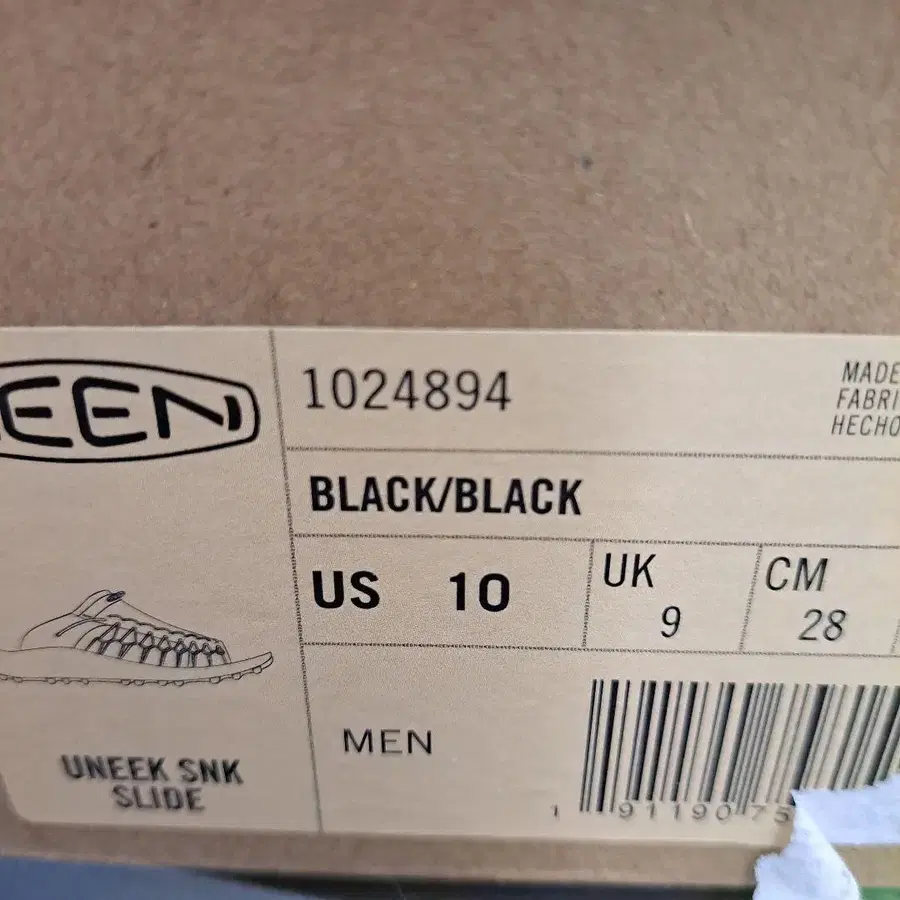 KEEN
1024894
MADE
FABRI
HECHO
BLACK/BLACK
US 10
UK
9
CM
28
MEN
UNEEK SNK
SLIDE
1 91190 75